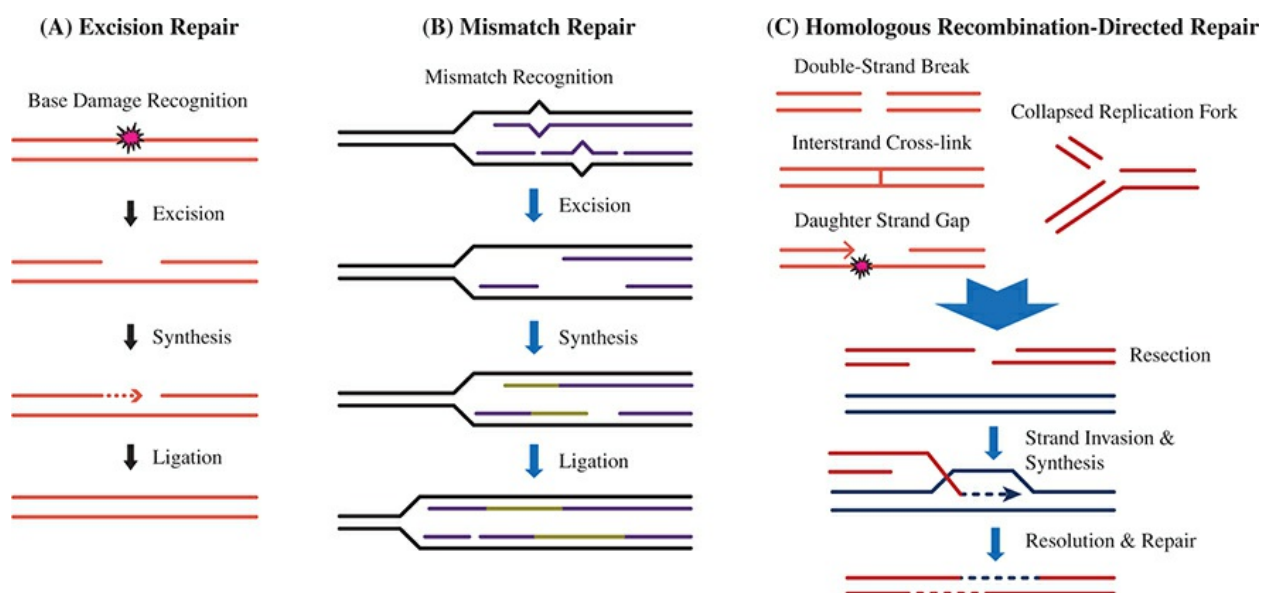 (A) Excision Repair
Base Damage Recognition
Excision
Synthesis
Ligation
(B) Mismatch Repair
Mismatch Recognition
Excision
Synthesis
Ligation
(C) Homologous Recombination-Directed Repair
Double-Strand Break
Collapsed Replication Fork
Interstrand Cross-link
Daughter Strand Gap
Resection
Strand Invasion &
Synthesis
Resolution & Repair